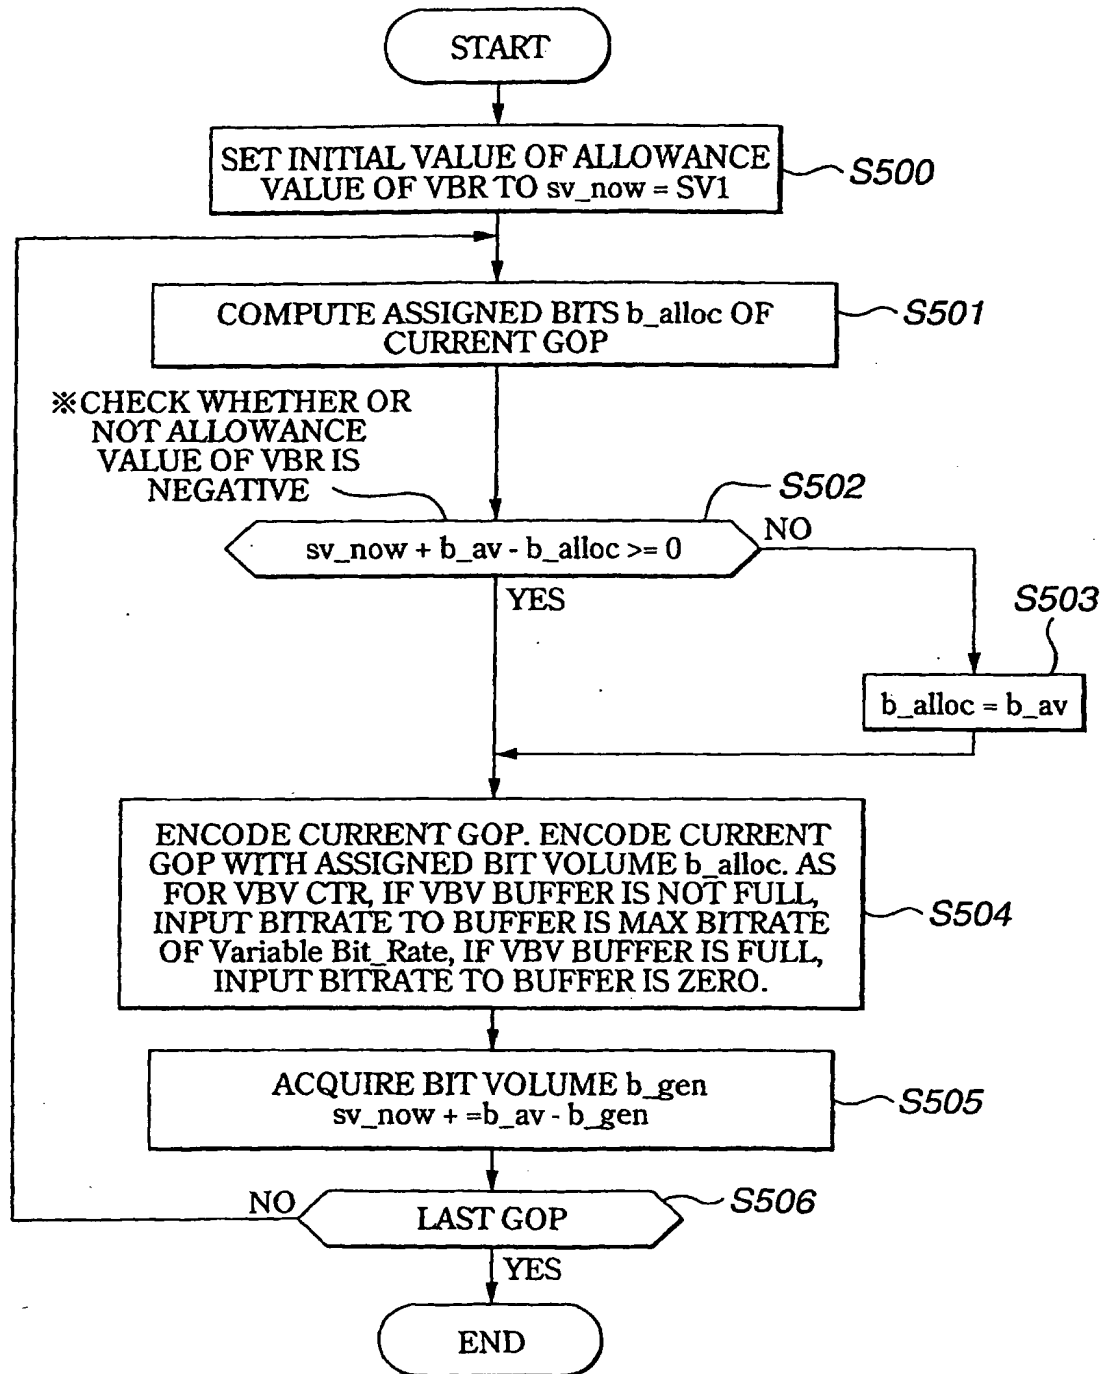 START
SET INITIAL VALUE OF ALLOWANCE
VALUE OF VBR TO sv_now = SV1
S500
COMPUTE ASSIGNED BITS b_alloc OF
CURRENT GOP
S501
※CHECK WHETHER OR
NOT ALLOWANCE
VALUE OF VBR IS
NEGATIVE
S502
sv_now + b_av - b_alloc >= 0
NO
YES
S503
b_alloc = b_av
ENCODE CURRENT GOP. ENCODE CURRENT
GOP WITH ASSIGNED BIT VOLUME b_alloc. AS
FOR VBV CTR, IF VBV BUFFER IS NOT FULL,
INPUT BITRATE TO BUFFER IS MAX BITRATE
OF Variable Bit_Rate, IF VBV BUFFER IS FULL,
INPUT BITRATE TO BUFFER IS ZERO.
S504
ACQUIRE BIT VOLUME b_gen
sv_now + =b_av - b_gen
S505
NO
LAST GOP
S506
YES
END